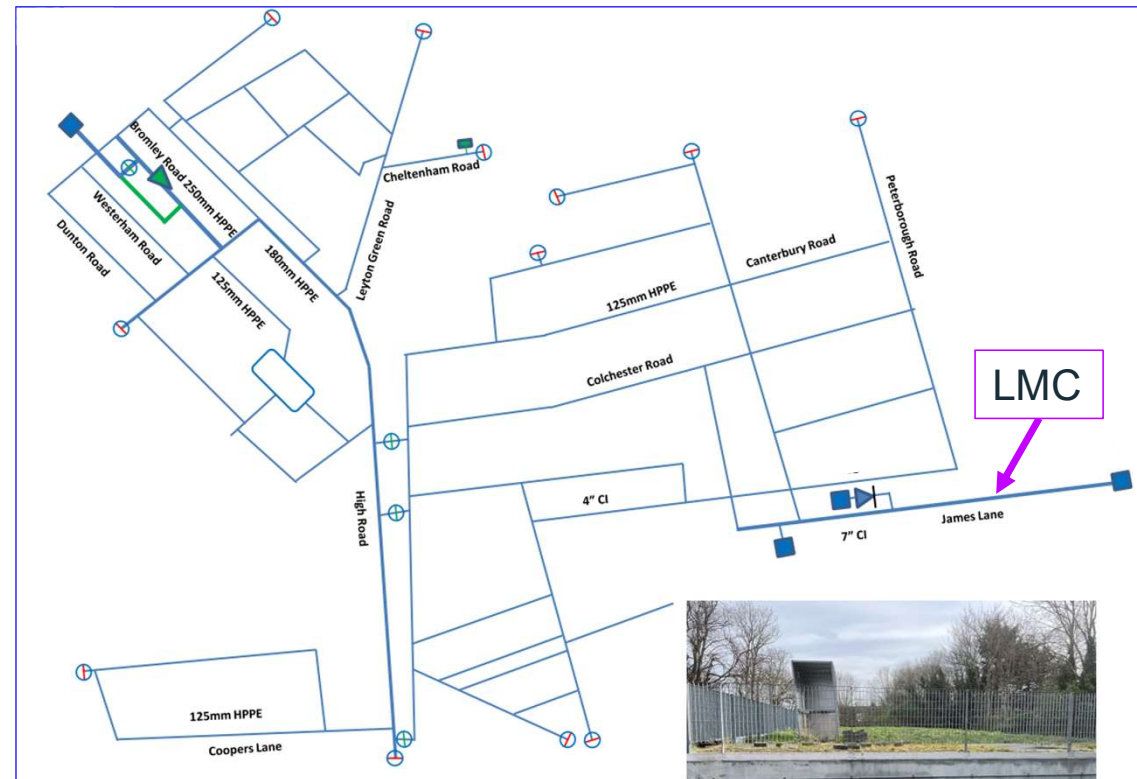 Cheltenham Road
Bromley Road 250mm HPPE
Westerham Road
Dunton Road
125mm HPPE
180mm HPPE
Leyton Green Road
Peterborough Road
Canterbury Road
125mm HPPE
Colchester Road
LMC
4” CI
High Road
7” CI
James Lane
125mm HPPE
Coopers Lane